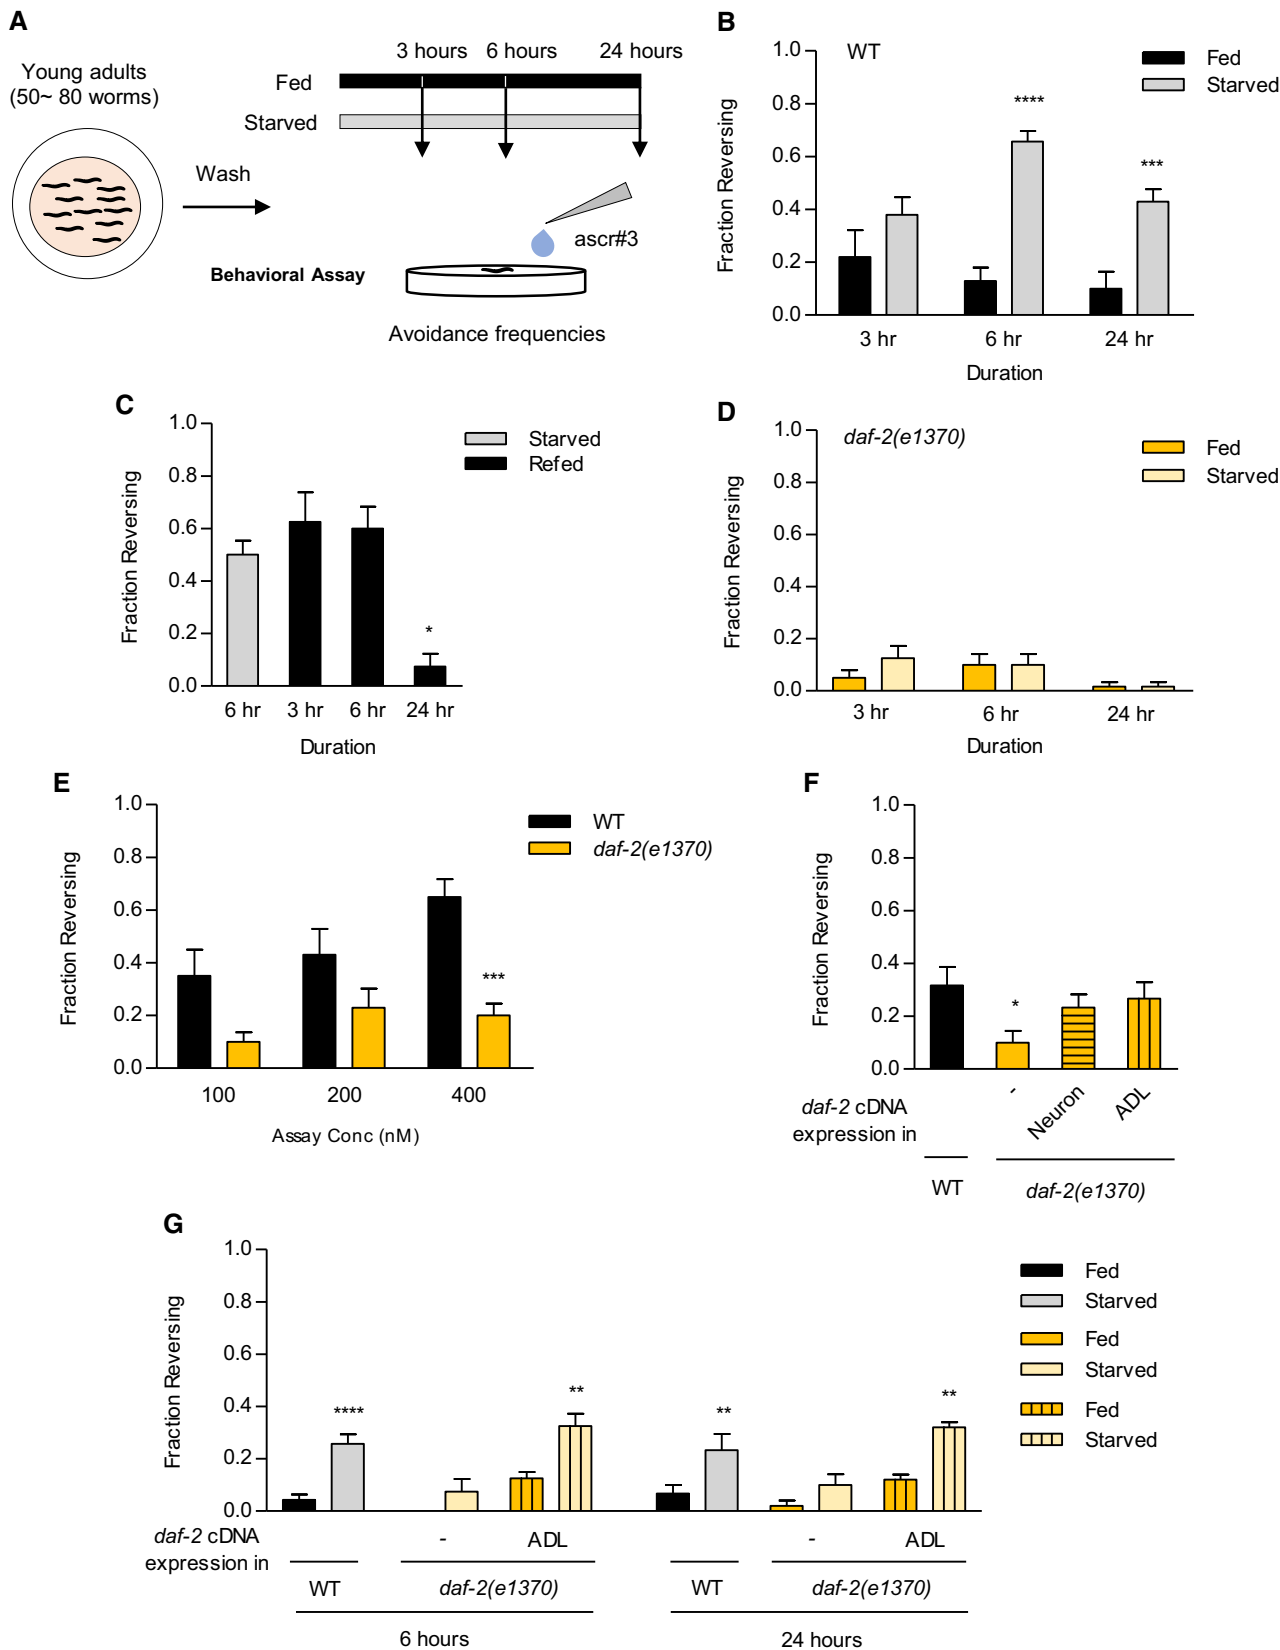 A
Young adults
(50~ 80 worms)
Wash
3 hours 6 hours 24 hours
Fed
Starved
ascr#3
Behavioral Assay
Avoidance frequencies
B
WT
Fed
Starved
Fraction Reversing
1.0
0.8
0.6
0.4
0.2
0.0
****
***
3 hr 6 hr 24 hr
Duration
C
Starved
Refed
Fraction Reversing
1.0
0.8
0.6
0.4
0.2
0.0
*
6 hr 3 hr 6 hr 24 hr
Duration
D
daf-2(e1370)
Fed
Starved
Fraction Reversing
1.0
0.8
0.6
0.4
0.2
0.0
3 hr 6 hr 24 hr
Duration
E
WT
daf-2(e1370)
Fraction Reversing
1.0
0.8
0.6
0.4
0.2
0.0
***
100 200 400
Assay Conc (nM)
F
Fraction Reversing
1.0
0.8
0.6
0.4
0.2
0.0
*
daf-2 cDNA
expression in
- Neuron ADL
WT daf-2(e1370)
G
Fed
Starved
Fed
Starved
Fed
Starved
Fraction Reversing
1.0
0.8
0.6
0.4
0.2
0.0
**** ** ** **
daf-2 cDNA
expression in
- ADL - ADL
WT daf-2(e1370) WT daf-2(e1370)
6 hours 24 hours